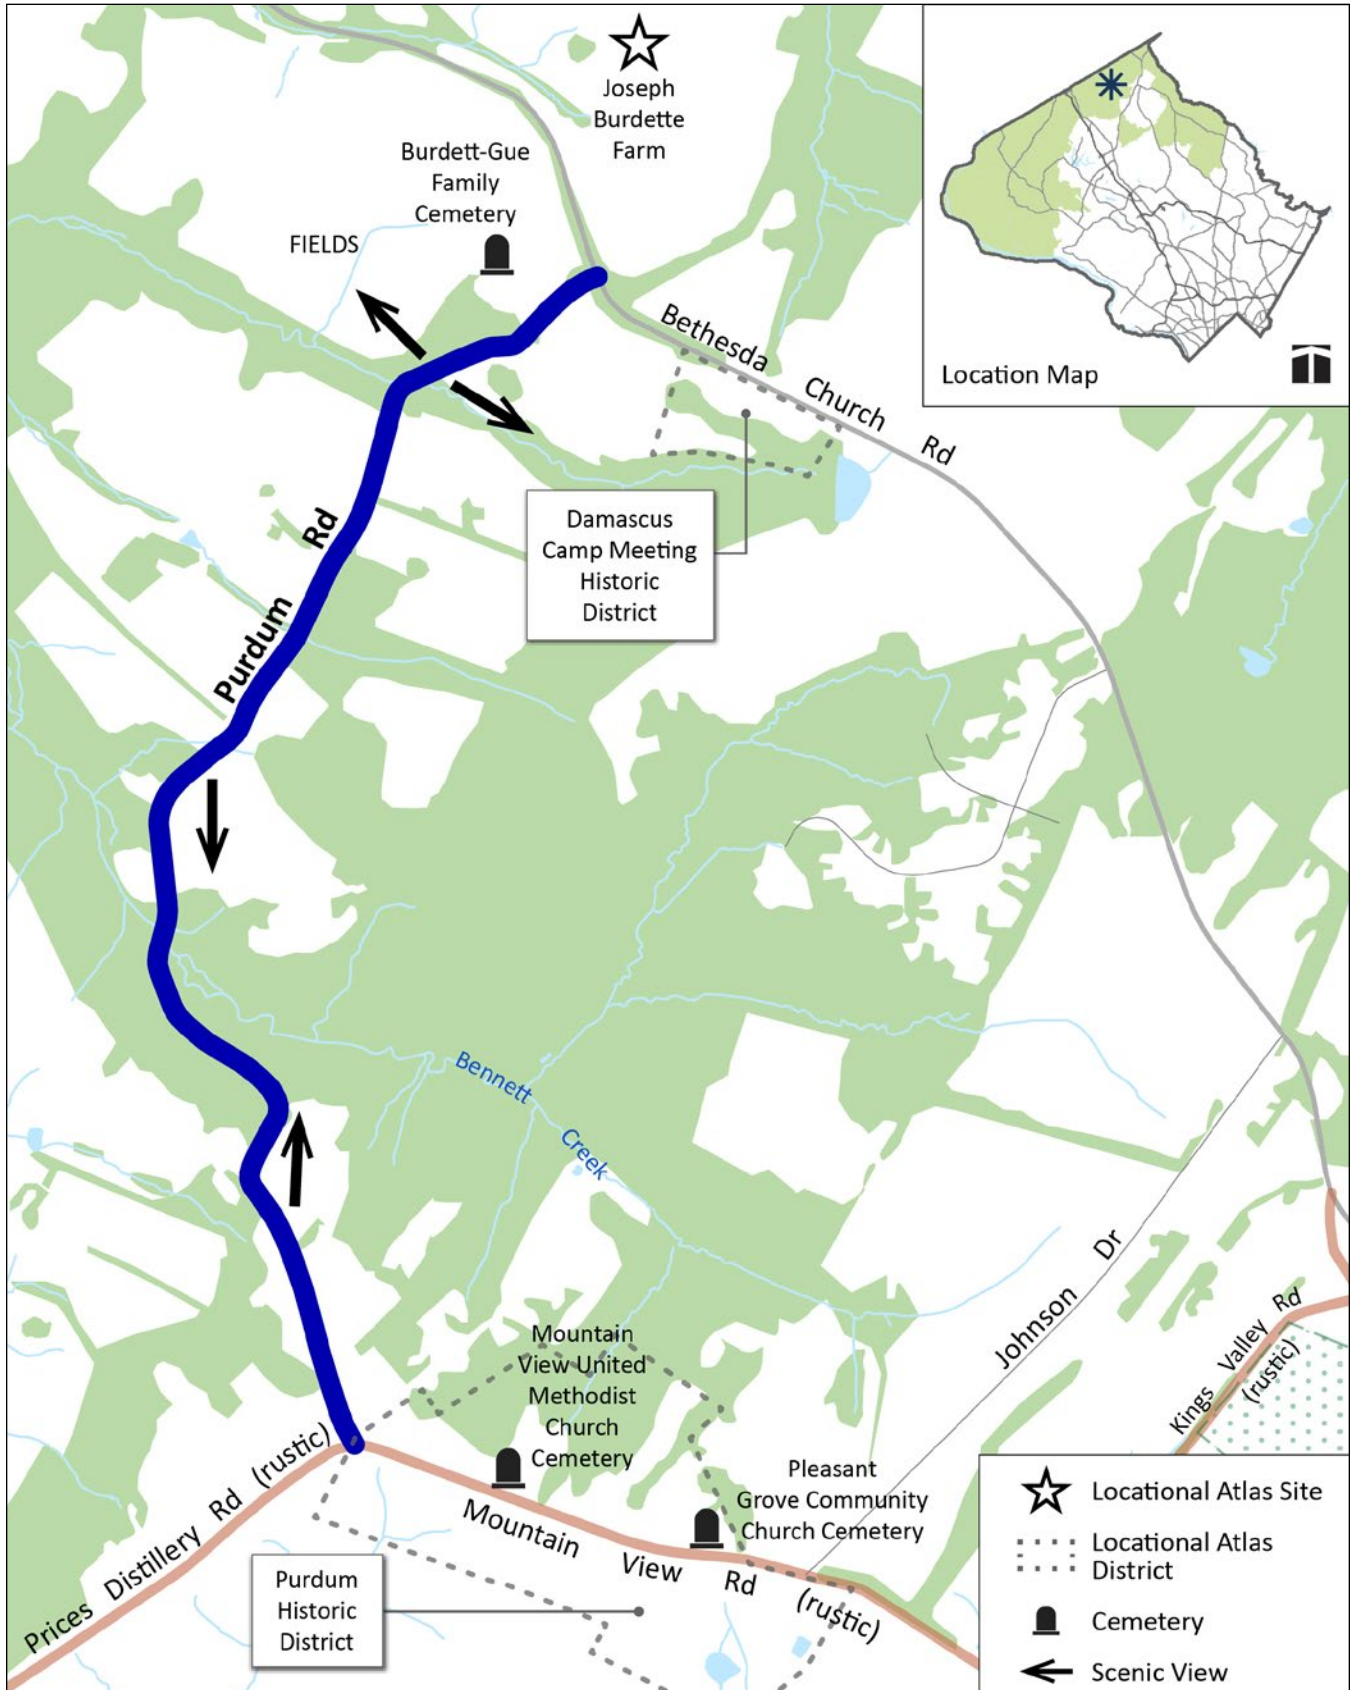 Joseph
Burdette
Farm
Burdett-Gue
Family
Cemetery
FIELDS
Location Map
Bethesda Church Rd
Purdum Rd
Damascus
Camp Meeting
Historic
District
Bennett Creek
Johnson Dr
Kings Valley Rd
(rustic)
Mountain
View United
Methodist
Church
Cemetery
Pleasant
Grove Community
Church Cemetery
Prices Distillery Rd (rustic)
Mountain View Rd (rustic)
Purdum
Historic
District
Locational Atlas Site
Locational Atlas
District
Cemetery
Scenic View